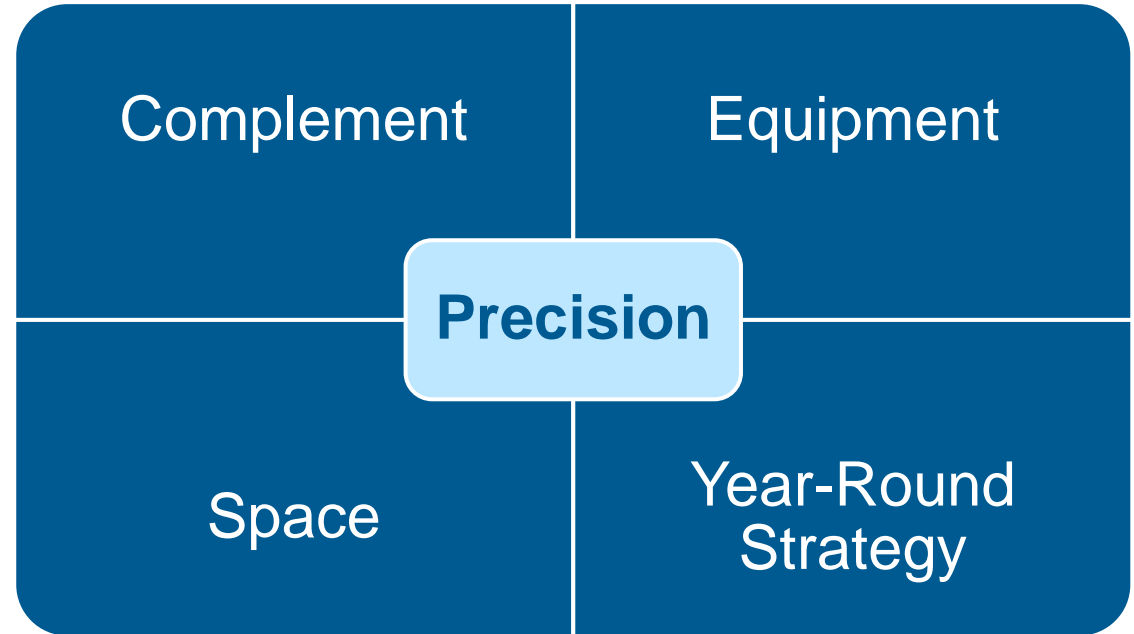 Complement
Equipment
Precision
Space
Year-Round
Strategy